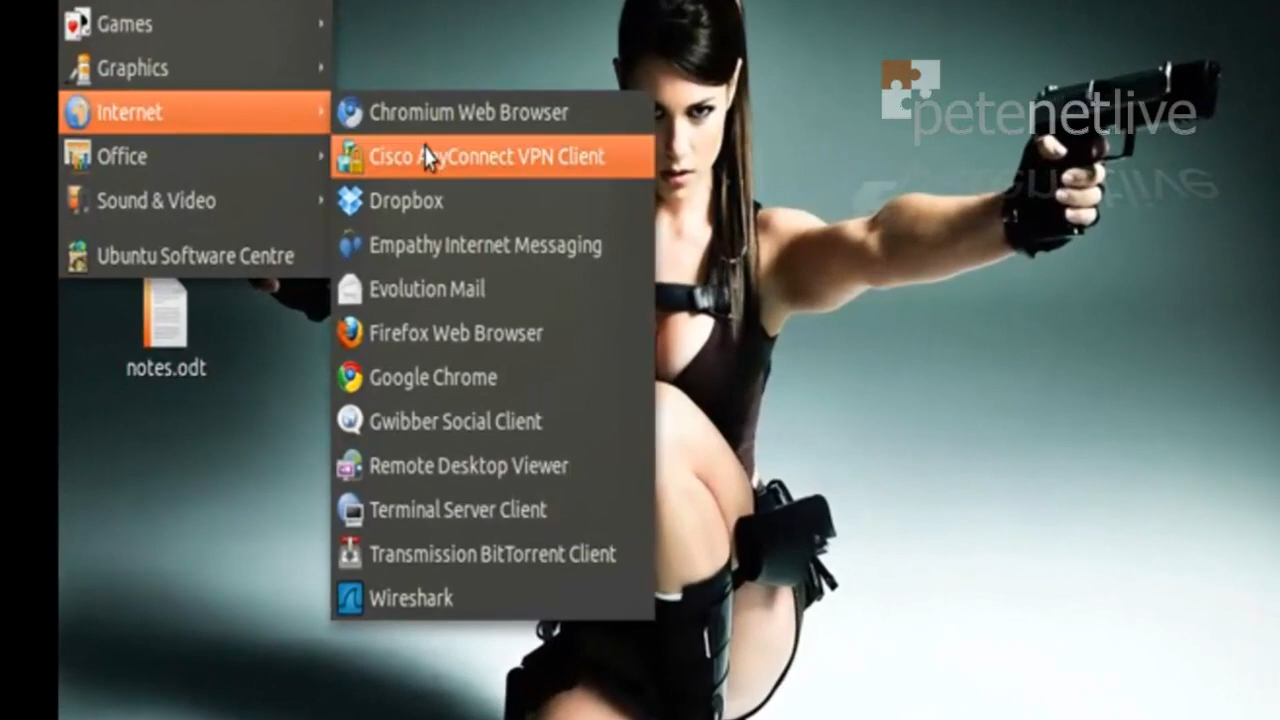 Games
Graphics
Internet
Office
Sound & Video
Ubuntu Software Centre
Chromium Web Browser
Cisco AnyConnect VPN Client
Dropbox
Empathy Internet Messaging
Evolution Mail
Firefox Web Browser
Google Chrome
Gwibber Social Client
Remote Desktop Viewer
Terminal Server Client
Transmission BitTorrent Client
Wireshark
notes.odt
petenetlive